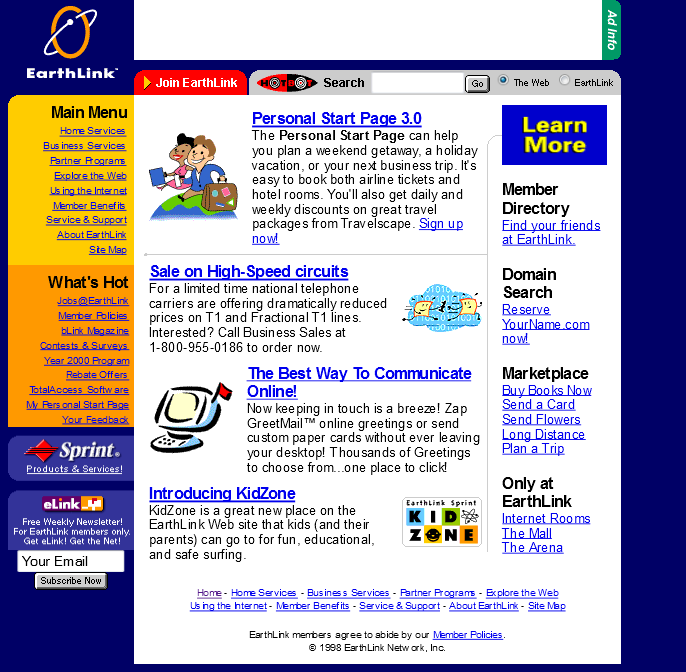 EarthLink™
Ad Info
Join EarthLink
HOTBOT Search Go The Web EarthLink
Main Menu
Home Services
Business Services
Partner Programs
Explore the Web
Using the Internet
Member Benefits
Service & Support
About EarthLink
Site Map
What's Hot
Jobs@EarthLink
Member Policies
bLink Magazine
Contests & Surveys
Year 2000 Program
Rebate Offers
TotalAccess Software
My Personal Start Page
Your Feedback
Sprint®
Products & Services!
eLink
Free Weekly Newsletter!
For EarthLink members only.
Get eLink! Get the Net!
Your Email
Subscribe Now
Personal Start Page 3.0
The Personal Start Page can help
you plan a weekend getaway, a holiday
vacation, or your next business trip. It's
easy to book both airline tickets and
hotel rooms. You'll also get daily and
weekly discounts on great travel
packages from Travelscape. Sign up
now!
Sale on High-Speed circuits
For a limited time national telephone
carriers are offering dramatically reduced
prices on T1 and Fractional T1 lines.
Interested? Call Business Sales at
1-800-955-0186 to order now.
The Best Way To Communicate
Online!
Now keeping in touch is a breeze! Zap
GreetMail™ online greetings or send
custom paper cards without ever leaving
your desktop! Thousands of Greetings
to choose from...one place to click!
Introducing KidZone
KidZone is a great new place on the
EarthLink Web site that kids (and their
parents) can go to for fun, educational,
and safe surfing.
EarthLink Sprint
KID
ZONE
Learn
More
Member
Directory
Find your friends
at EarthLink.
Domain
Search
Reserve
YourName.com
now!
Marketplace
Buy Books Now
Send a Card
Send Flowers
Long Distance
Plan a Trip
Only at
EarthLink
Internet Rooms
The Mall
The Arena
Home - Home Services - Business Services - Partner Programs - Explore the Web
Using the Internet - Member Benefits - Service & Support - About EarthLink - Site Map
EarthLink members agree to abide by our Member Policies.
© 1998 EarthLink Network, Inc.